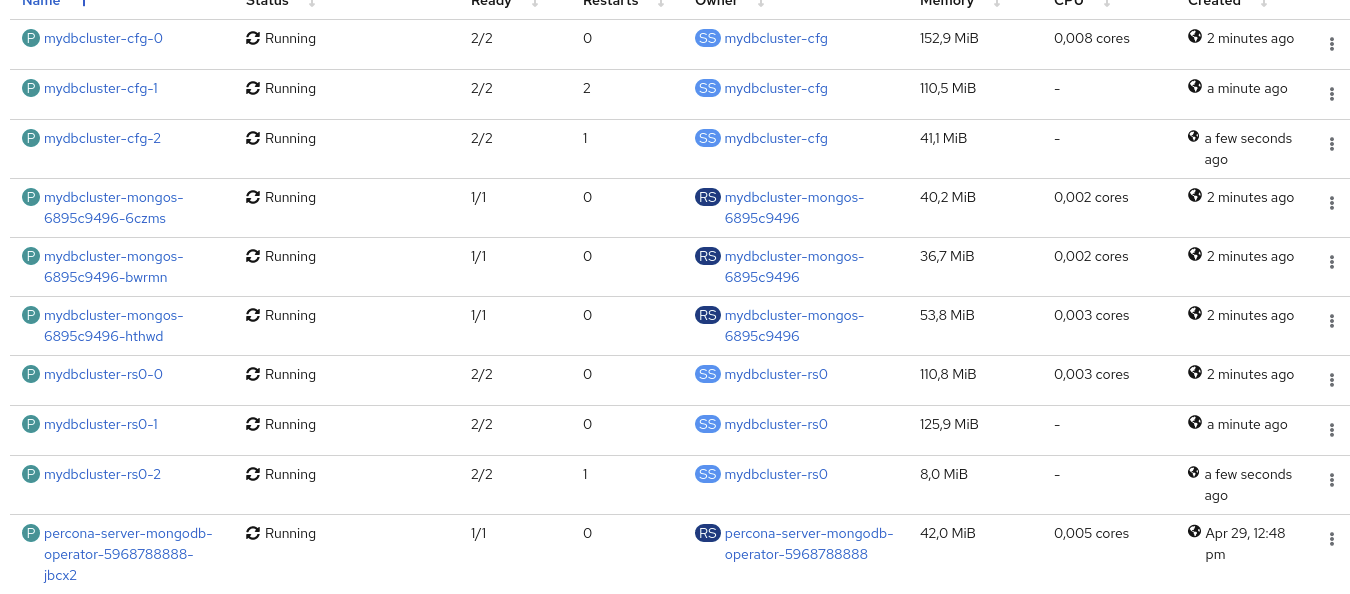 Name Status Ready Restarts Owner Memory CPU Created
P mydbcluster-cfg-0 Running 2/2 0 SS mydbcluster-cfg 152,9 MiB 0,008 cores 2 minutes ago
P mydbcluster-cfg-1 Running 2/2 2 SS mydbcluster-cfg 110,5 MiB - a minute ago
P mydbcluster-cfg-2 Running 2/2 1 SS mydbcluster-cfg 41,1 MiB - a few seconds
ago
P mydbcluster-mongos- Running 1/1 0 RS mydbcluster-mongos- 40,2 MiB 0,002 cores 2 minutes ago
6895c9496-6czms 6895c9496
P mydbcluster-mongos- Running 1/1 0 RS mydbcluster-mongos- 36,7 MiB 0,002 cores 2 minutes ago
6895c9496-bwrmn 6895c9496
P mydbcluster-mongos- Running 1/1 0 RS mydbcluster-mongos- 53,8 MiB 0,003 cores 2 minutes ago
6895c9496-hthwd 6895c9496
P mydbcluster-rs0-0 Running 2/2 0 SS mydbcluster-rs0 110,8 MiB 0,003 cores 2 minutes ago
P mydbcluster-rs0-1 Running 2/2 0 SS mydbcluster-rs0 125,9 MiB - a minute ago
P mydbcluster-rs0-2 Running 2/2 1 SS mydbcluster-rs0 8,0 MiB - a few seconds
ago
P percona-server-mongodb- Running 1/1 0 RS percona-server-mongodb- 42,0 MiB 0,005 cores Apr 29, 12:48
operator-5968788888- operator-5968788888 pm
jbcx2